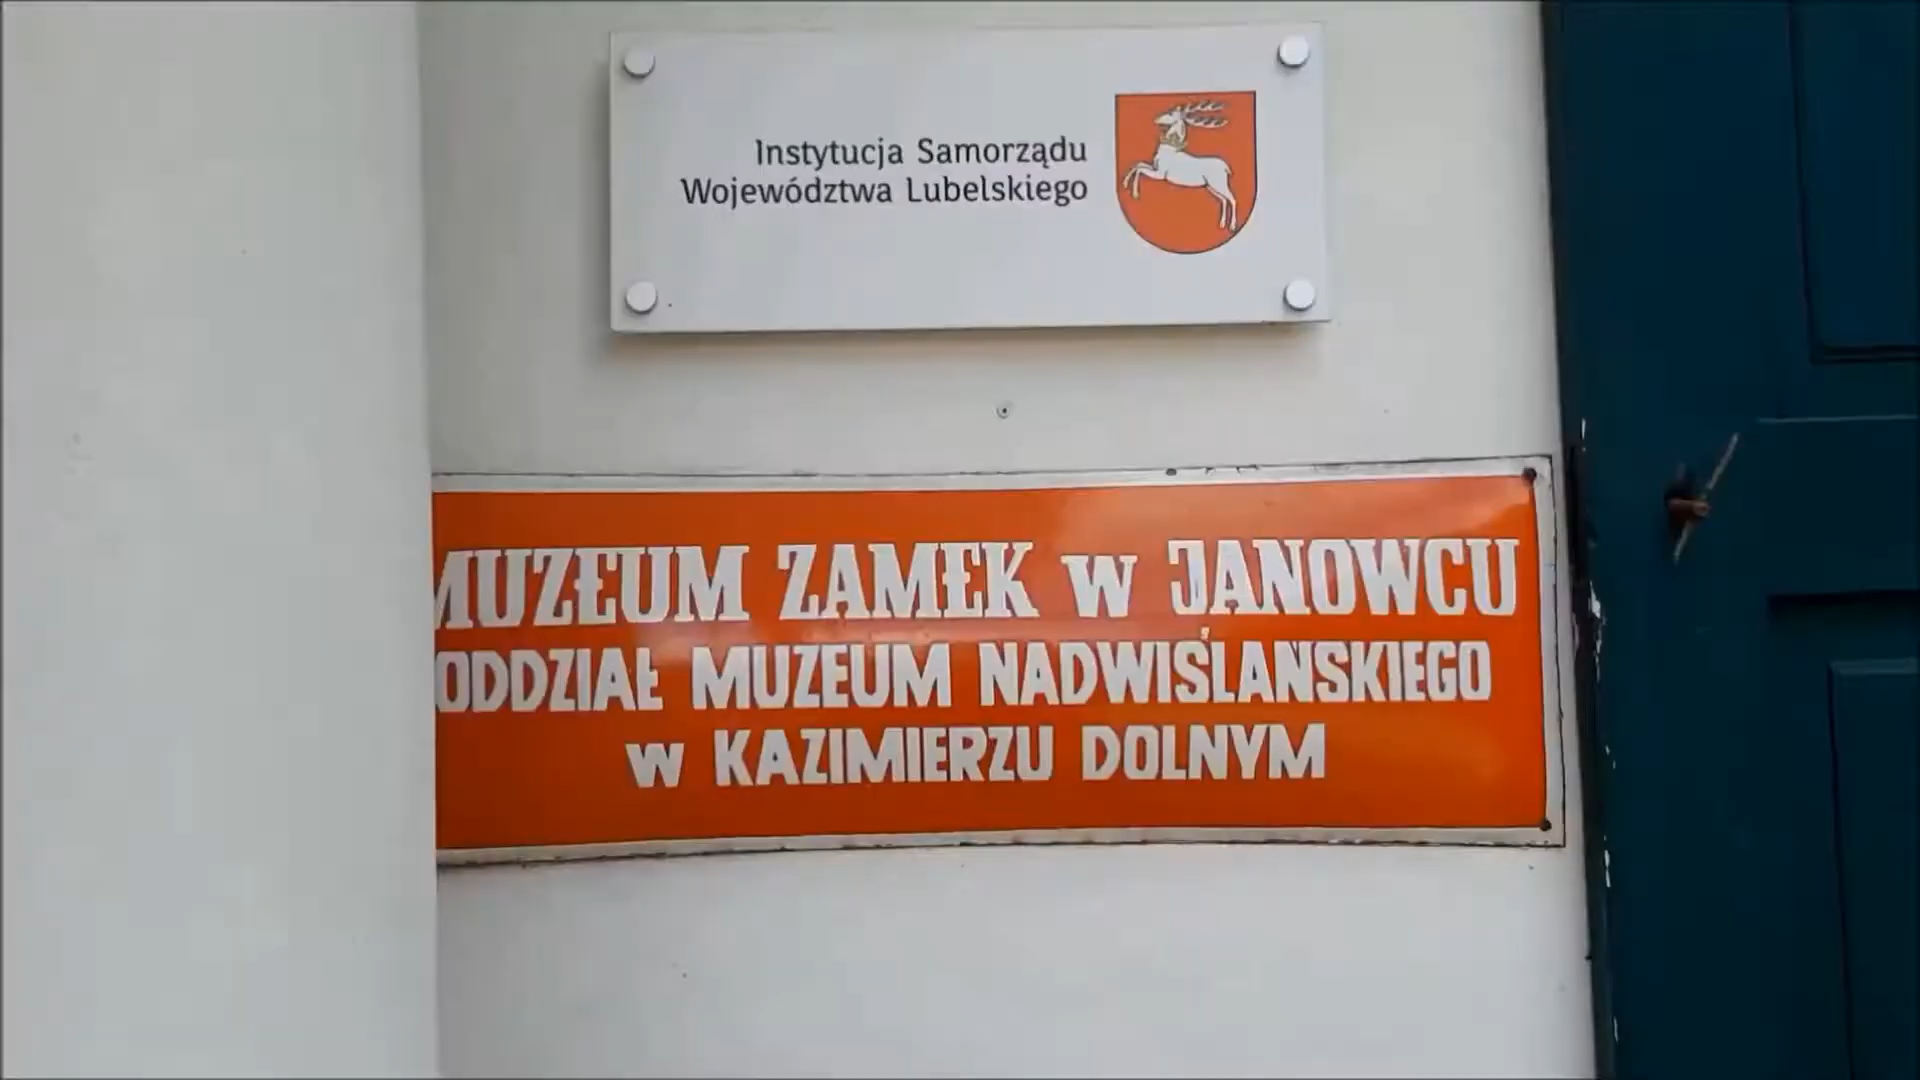 Instytucja Samorządu
Województwa Lubelskiego
MUZEUM ZAMEK w JANOWCU
ODDZIAŁ MUZEUM NADWIŚLAŃSKIEGO
w KAZIMIERZU DOLNYM